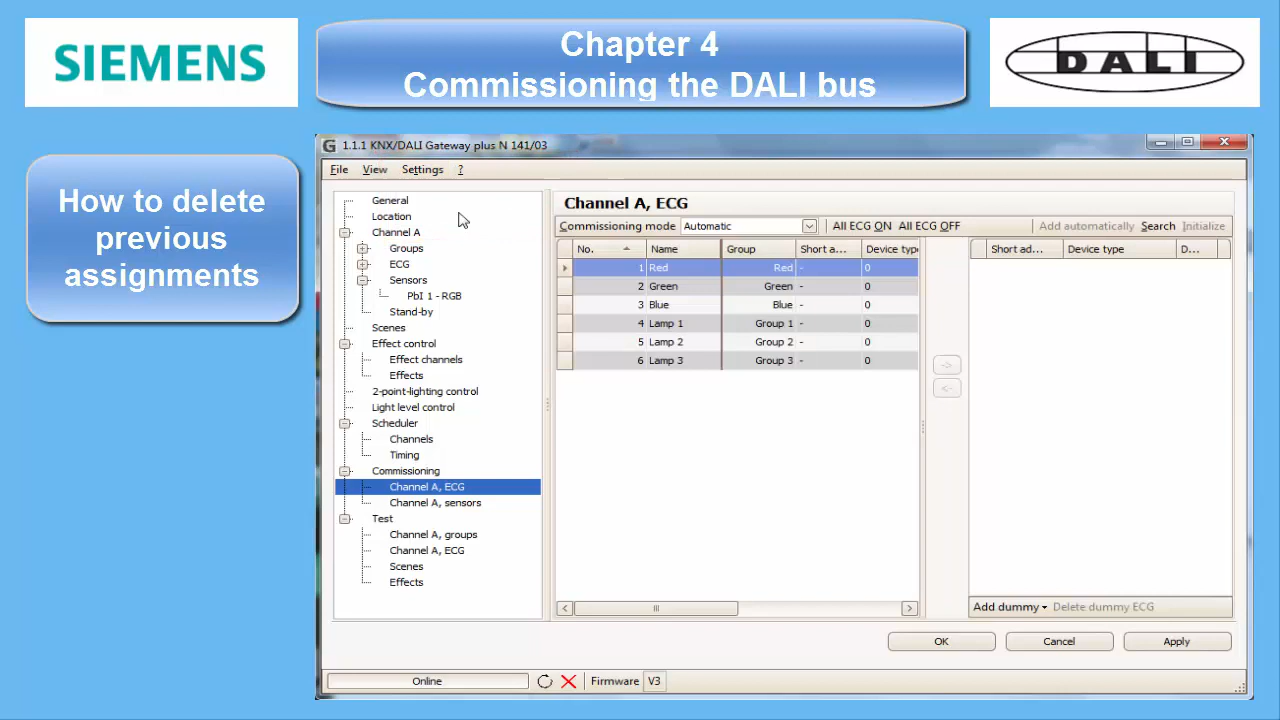 SIEMENS
Chapter 4
Commissioning the DALI bus
DALI
How to delete
previous
assignments
G 1.1.1 KNX/DALI Gateway plus N 141/03
File View Settings ?
General
Location
Channel A
Groups
ECG
Sensors
PbI 1 - RGB
Stand-by
Scenes
Effect control
Effect channels
Effects
2-point-lighting control
Light level control
Scheduler
Channels
Timing
Commissioning
Channel A, ECG
Channel A, sensors
Test
Channel A, groups
Channel A, ECG
Scenes
Effects
Channel A, ECG
Commissioning mode Automatic All ECG ON All ECG OFF Add automatically Search Initialize
No. Name Group Short a... Device typ
1 Red Red - 0
2 Green Green - 0
3 Blue Blue - 0
4 Lamp 1 Group 1 - 0
5 Lamp 2 Group 2 - 0
6 Lamp 3 Group 3 - 0
->
<-
Short ad... Device type D...
Add dummy Delete dummy ECG
OK Cancel Apply
Online Firmware V3